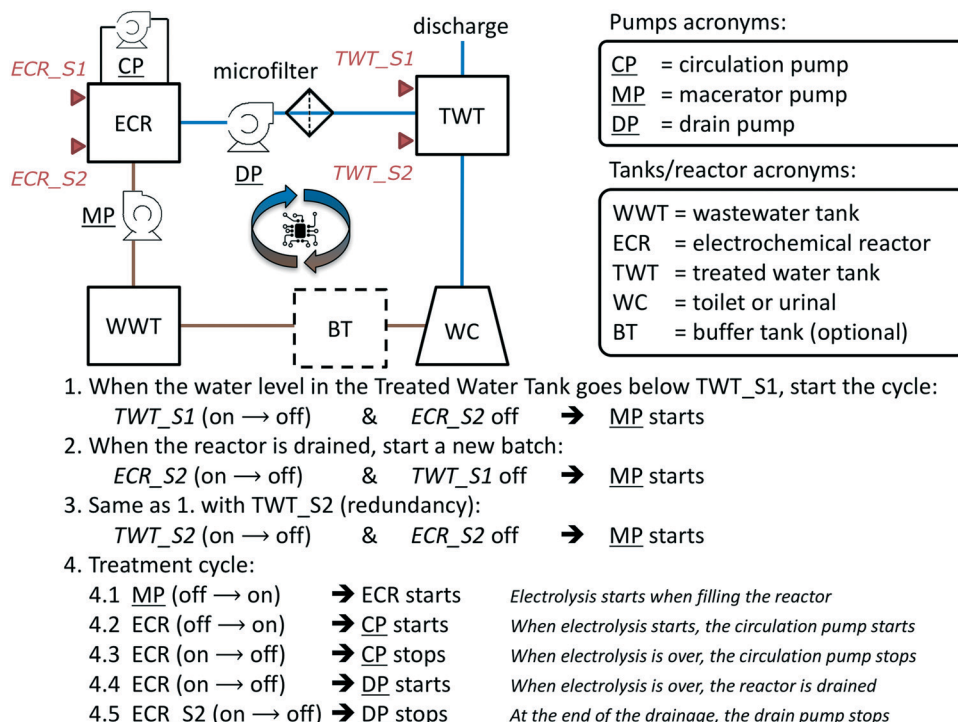 discharge
Pumps acronyms:
CP = circulation pump
MP = macerator pump
DP = drain pump
ECR_S1
CP
microfilter
TWT_S1
ECR
TWT
ECR_S2
DP
TWT_S2
MP
Tanks/reactor acronyms:
WWT = wastewater tank
ECR = electrochemical reactor
TWT = treated water tank
WC = toilet or urinal
BT = buffer tank (optional)
WWT
BT
WC
1. When the water level in the Treated Water Tank goes below TWT_S1, start the cycle:
TWT_S1 (on → off) & ECR_S2 off ➔ MP starts
2. When the reactor is drained, start a new batch:
ECR_S2 (on → off) & TWT_S1 off ➔ MP starts
3. Same as 1. with TWT_S2 (redundancy):
TWT_S2 (on → off) & ECR_S2 off ➔ MP starts
4. Treatment cycle:
4.1 MP (off → on) ➔ ECR starts Electrolysis starts when filling the reactor
4.2 ECR (off → on) ➔ CP starts When electrolysis starts, the circulation pump starts
4.3 ECR (on → off) ➔ CP stops When electrolysis is over, the circulation pump stops
4.4 ECR (on → off) ➔ DP starts When electrolysis is over, the reactor is drained
4.5 ECR_S2 (on → off) ➔ DP stops At the end of the drainage, the drain pump stops